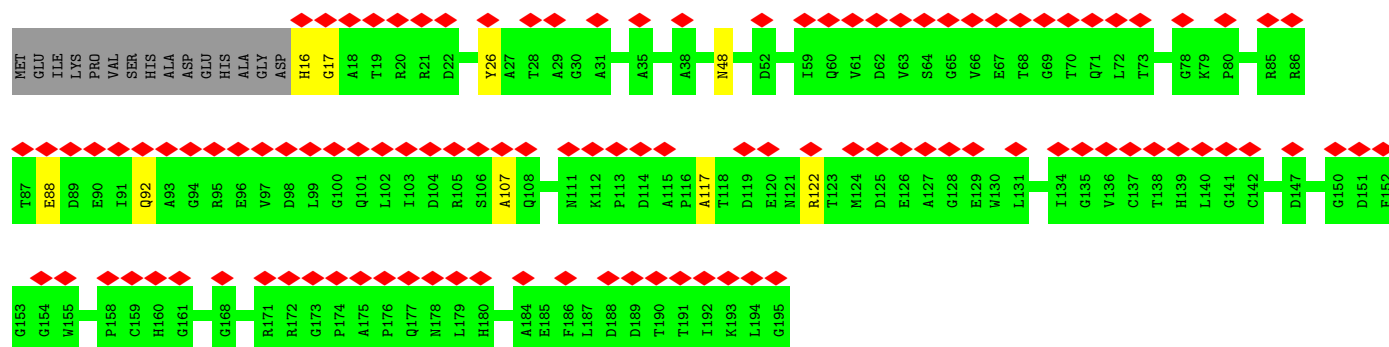 MET GLU ILE LYS PRO VAL SER HIS ALA ASP GLU HIS ALA GLY ASP H16 G17 A18 T19 R20 R21 D22 Y26 A27 T28 A29 G30 A31 A35 A38 N48 D52 I59 Q60 V61 D62 V63 S64 G65 V66 E67 T68 G69 T70 Q71 L72 T73 G78 K79 P80 R85 R86
T87 E88 D89 E90 I91 Q92 A93 G94 R95 E96 V97 D98 L99 G100 Q101 L102 I103 D104 R105 S106 A107 Q108 N111 K112 P113 D114 A115 P116 A117 T118 D119 E120 N121 R122 T123 M124 D125 E126 A127 G128 E129 W130 L131 I134 G135 V136 C137 T138 H139 L140 G141 C142 D147 G150 D151 F152
G153 G154 W155 P158 C159 H160 G161 G168 R171 R172 G173 P174 A175 P176 Q177 N178 L179 H180 A184 E185 F186 L187 D188 D189 T190 T191 I192 K193 L194 G195